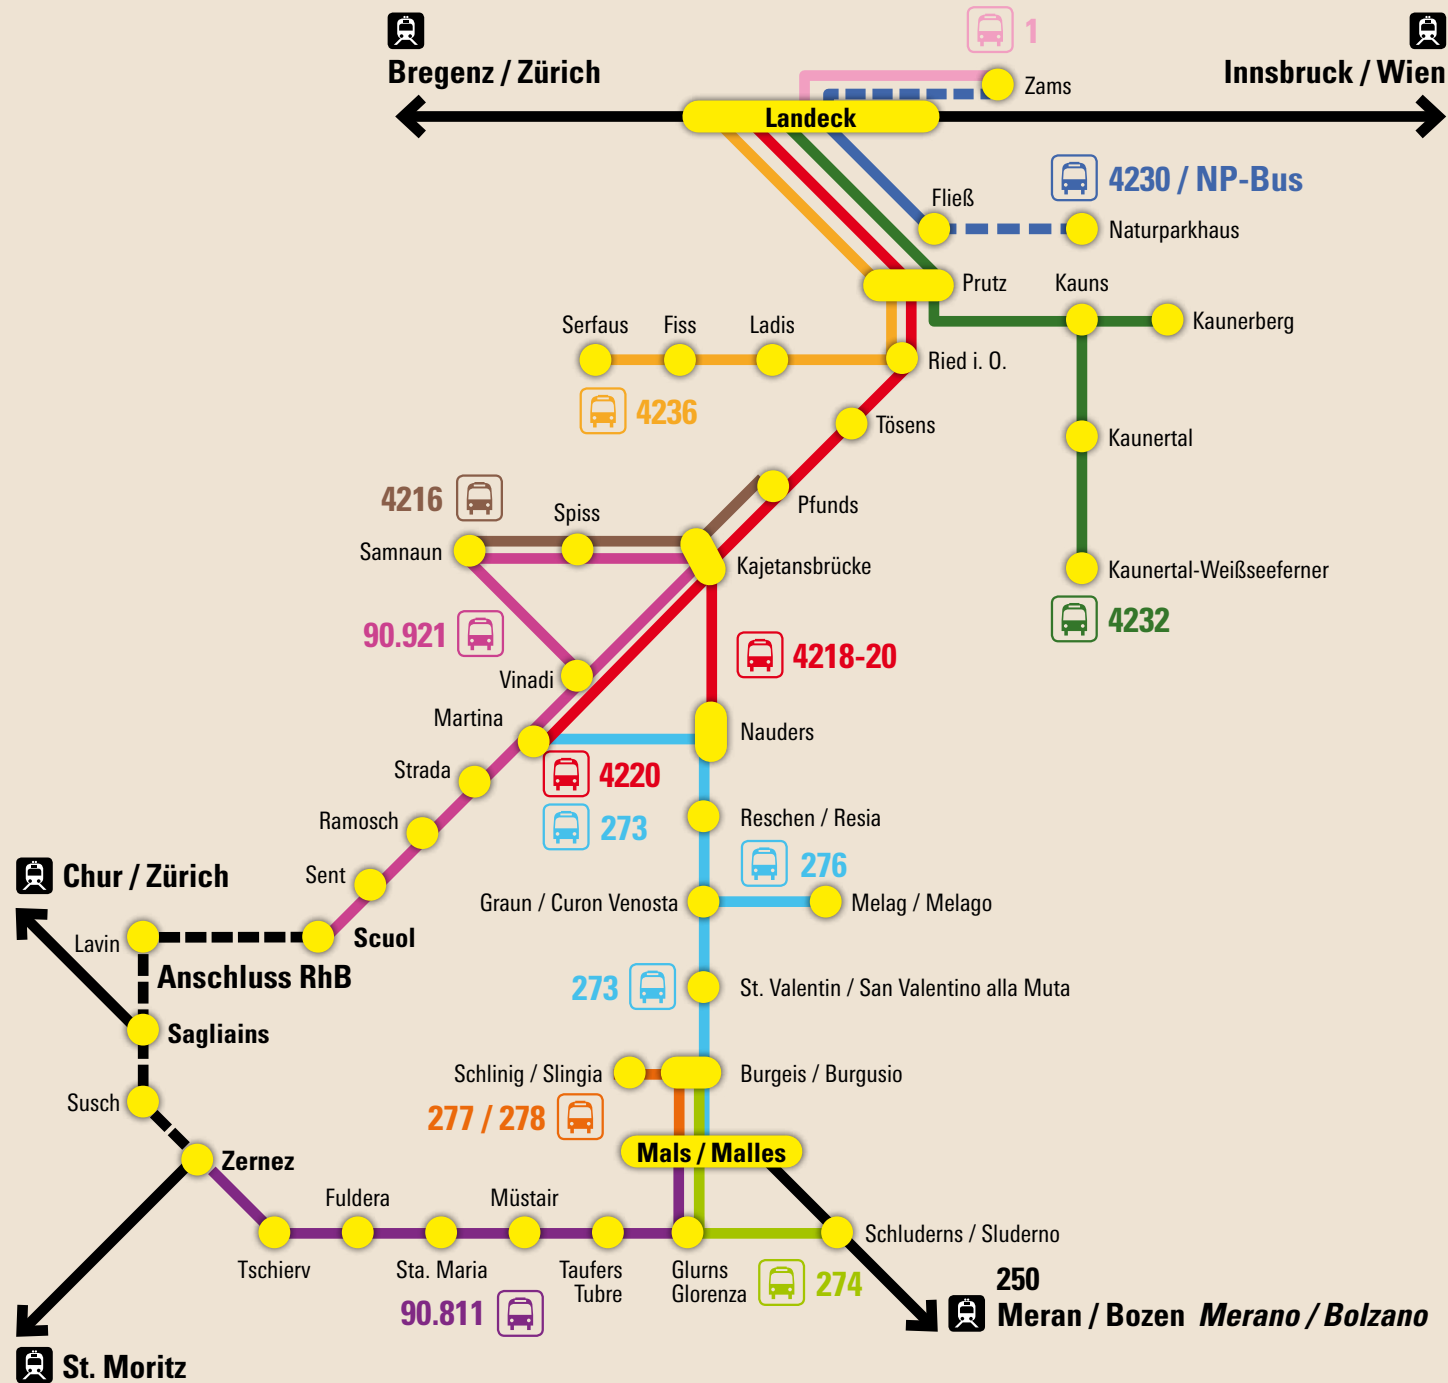 1
Bregenz / Zürich
Innsbruck / Wien
Zams
Landeck
4230 / NP-Bus
Fließ
Naturparkhaus
Prutz
Kauns
Serfaus
Fiss
Ladis
Kaunerberg
Ried i. O.
4236
Tösens
Kaunertal
4216
Spiss
Pfunds
Samnaun
Kajetansbrücke
Kaunertal-Weißseeferner
4232
90.921
4218-20
Vinadi
Martina
Nauders
Strada
4220
Ramosch
273
Reschen / Resia
276
Chur / Zürich
Sent
Graun / Curon Venosta
Melag / Melago
Lavin
Scuol
Anschluss RhB
273
St. Valentin / San Valentino alla Muta
Sagliains
Schlinig / Slingia
Burgeis / Burgusio
Susch
277 / 278
Mals / Malles
Zernez
Fuldera
Müstair
Schluderns / Sluderno
Tschierv
Sta. Maria
Taufers
Tubre
Glurns
Glorenza
274
250
90.811
Meran / Bozen Merano / Bolzano
St. Moritz